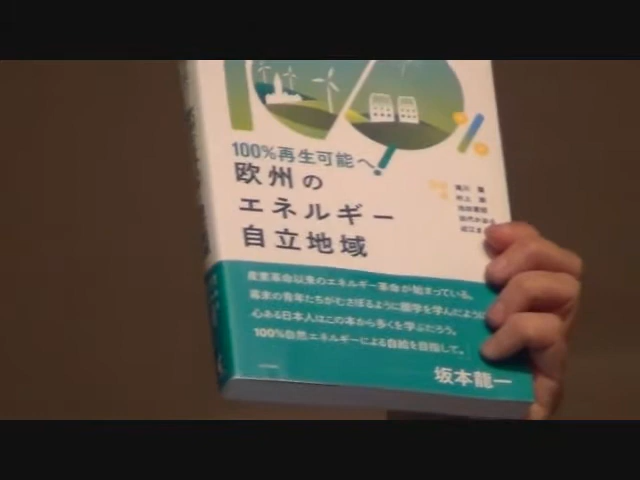 100%
100%再生可能へ!
欧州の
エネルギー
自立地域
産業革命以来のエネルギー革命が始まっている。
幕末の青年たちがむさぼるように蘭学を学んだように
心ある日本人はこの本から多くを学ぶだろう。
100%自然エネルギーによる自給を目指して。
坂本龍一